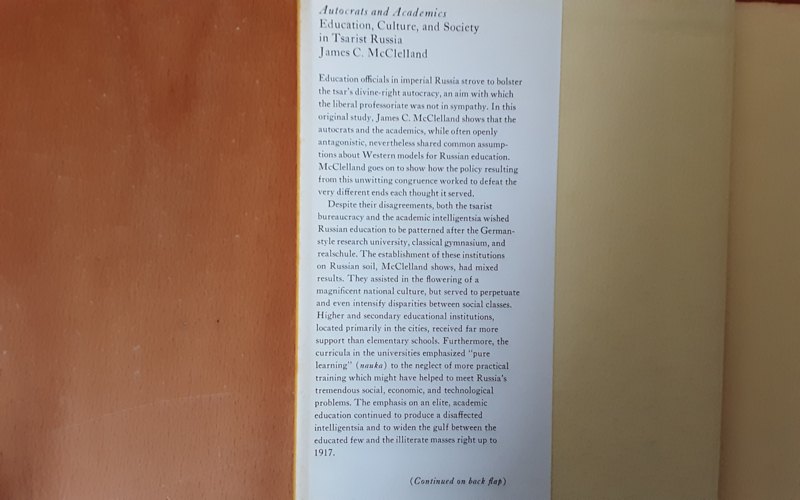 Autocrats and Academics
Education, Culture, and Society
in Tsarist Russia
James C. McClelland
Education officials in imperial Russia strove to bolster
the tsar's divine-right autocracy, an aim with which
the liberal professoriate was not in sympathy. In this
original study, James C. McClelland shows that the
autocrats and the academics, while often openly
antagonistic, nevertheless shared common assump-
tions about Western models for Russian education.
McClelland goes on to show how the policy resulting
from this unwitting congruence worked to defeat the
very different ends each thought it served.
Despite their disagreements, both the tsarist
bureaucracy and the academic intelligentsia wished
Russian education to be patterned after the German-
style research university, classical gymnasium, and
realschule. The establishment of these institutions
on Russian soil, McClelland shows, had mixed
results. They assisted in the flowering of a
magnificent national culture, but served to perpetuate
and even intensify disparities between social classes.
Higher and secondary educational institutions,
located primarily in the cities, received far more
support than elementary schools. Furthermore, the
curricula in the universities emphasized "pure
learning" (nauka) to the neglect of more practical
training which might have helped to meet Russia's
tremendous social, economic, and technological
problems. The emphasis on an elite, academic
education continued to produce a disaffected
intelligentsia and to widen the gulf between the
educated few and the illiterate masses right up to
1917.
(Continued on back flap)